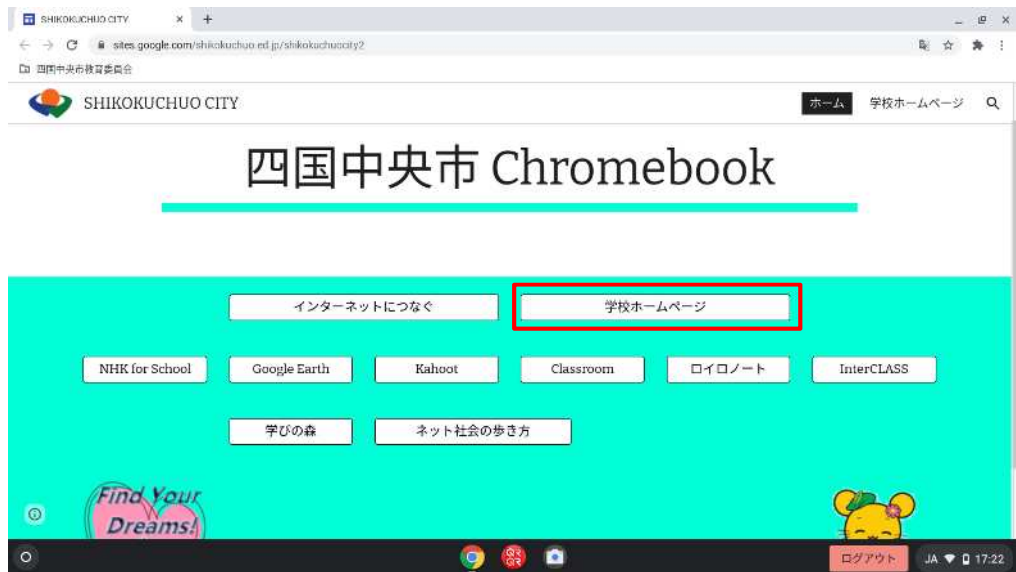 SHIKOKUCHUO CITY
sites.google.com/shikokuchuo.ed.jp/shikokuchuocity2
四国中央市教育委員会
SHIKOKUCHUO CITY
ホーム 学校ホームページ
四国中央市 Chromebook
インターネットにつなぐ 学校ホームページ
NHK for School Google Earth Kahoot Classroom ロイロノート InterCLASS
学びの森 ネット社会の歩き方
Find Your
Dreams!
QR
QR
ログアウト JA 17:22